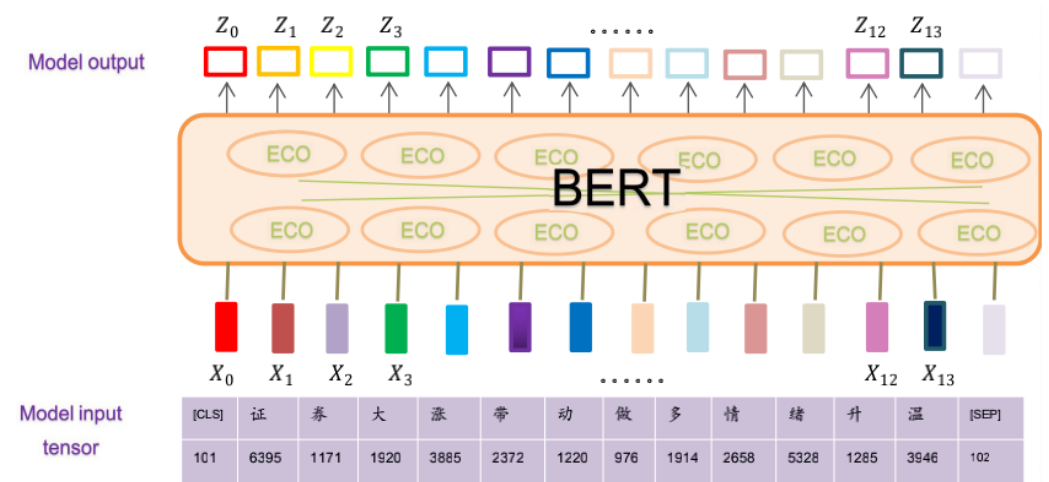 Z0 Z1 Z2 Z3 ...... Z12 Z13
Model output
ECO ECO ECO ECO ECO ECO
BERT
ECO ECO ECO ECO ECO ECO
X0 X1 X2 X3 ...... X12 X13
Model input
tensor
[CLS] 证 券 大 涨 带 动 做 多 情 绪 升 温 [SEP]
101 6395 1171 1920 3885 2372 1220 976 1914 2658 5328 1285 3946 102